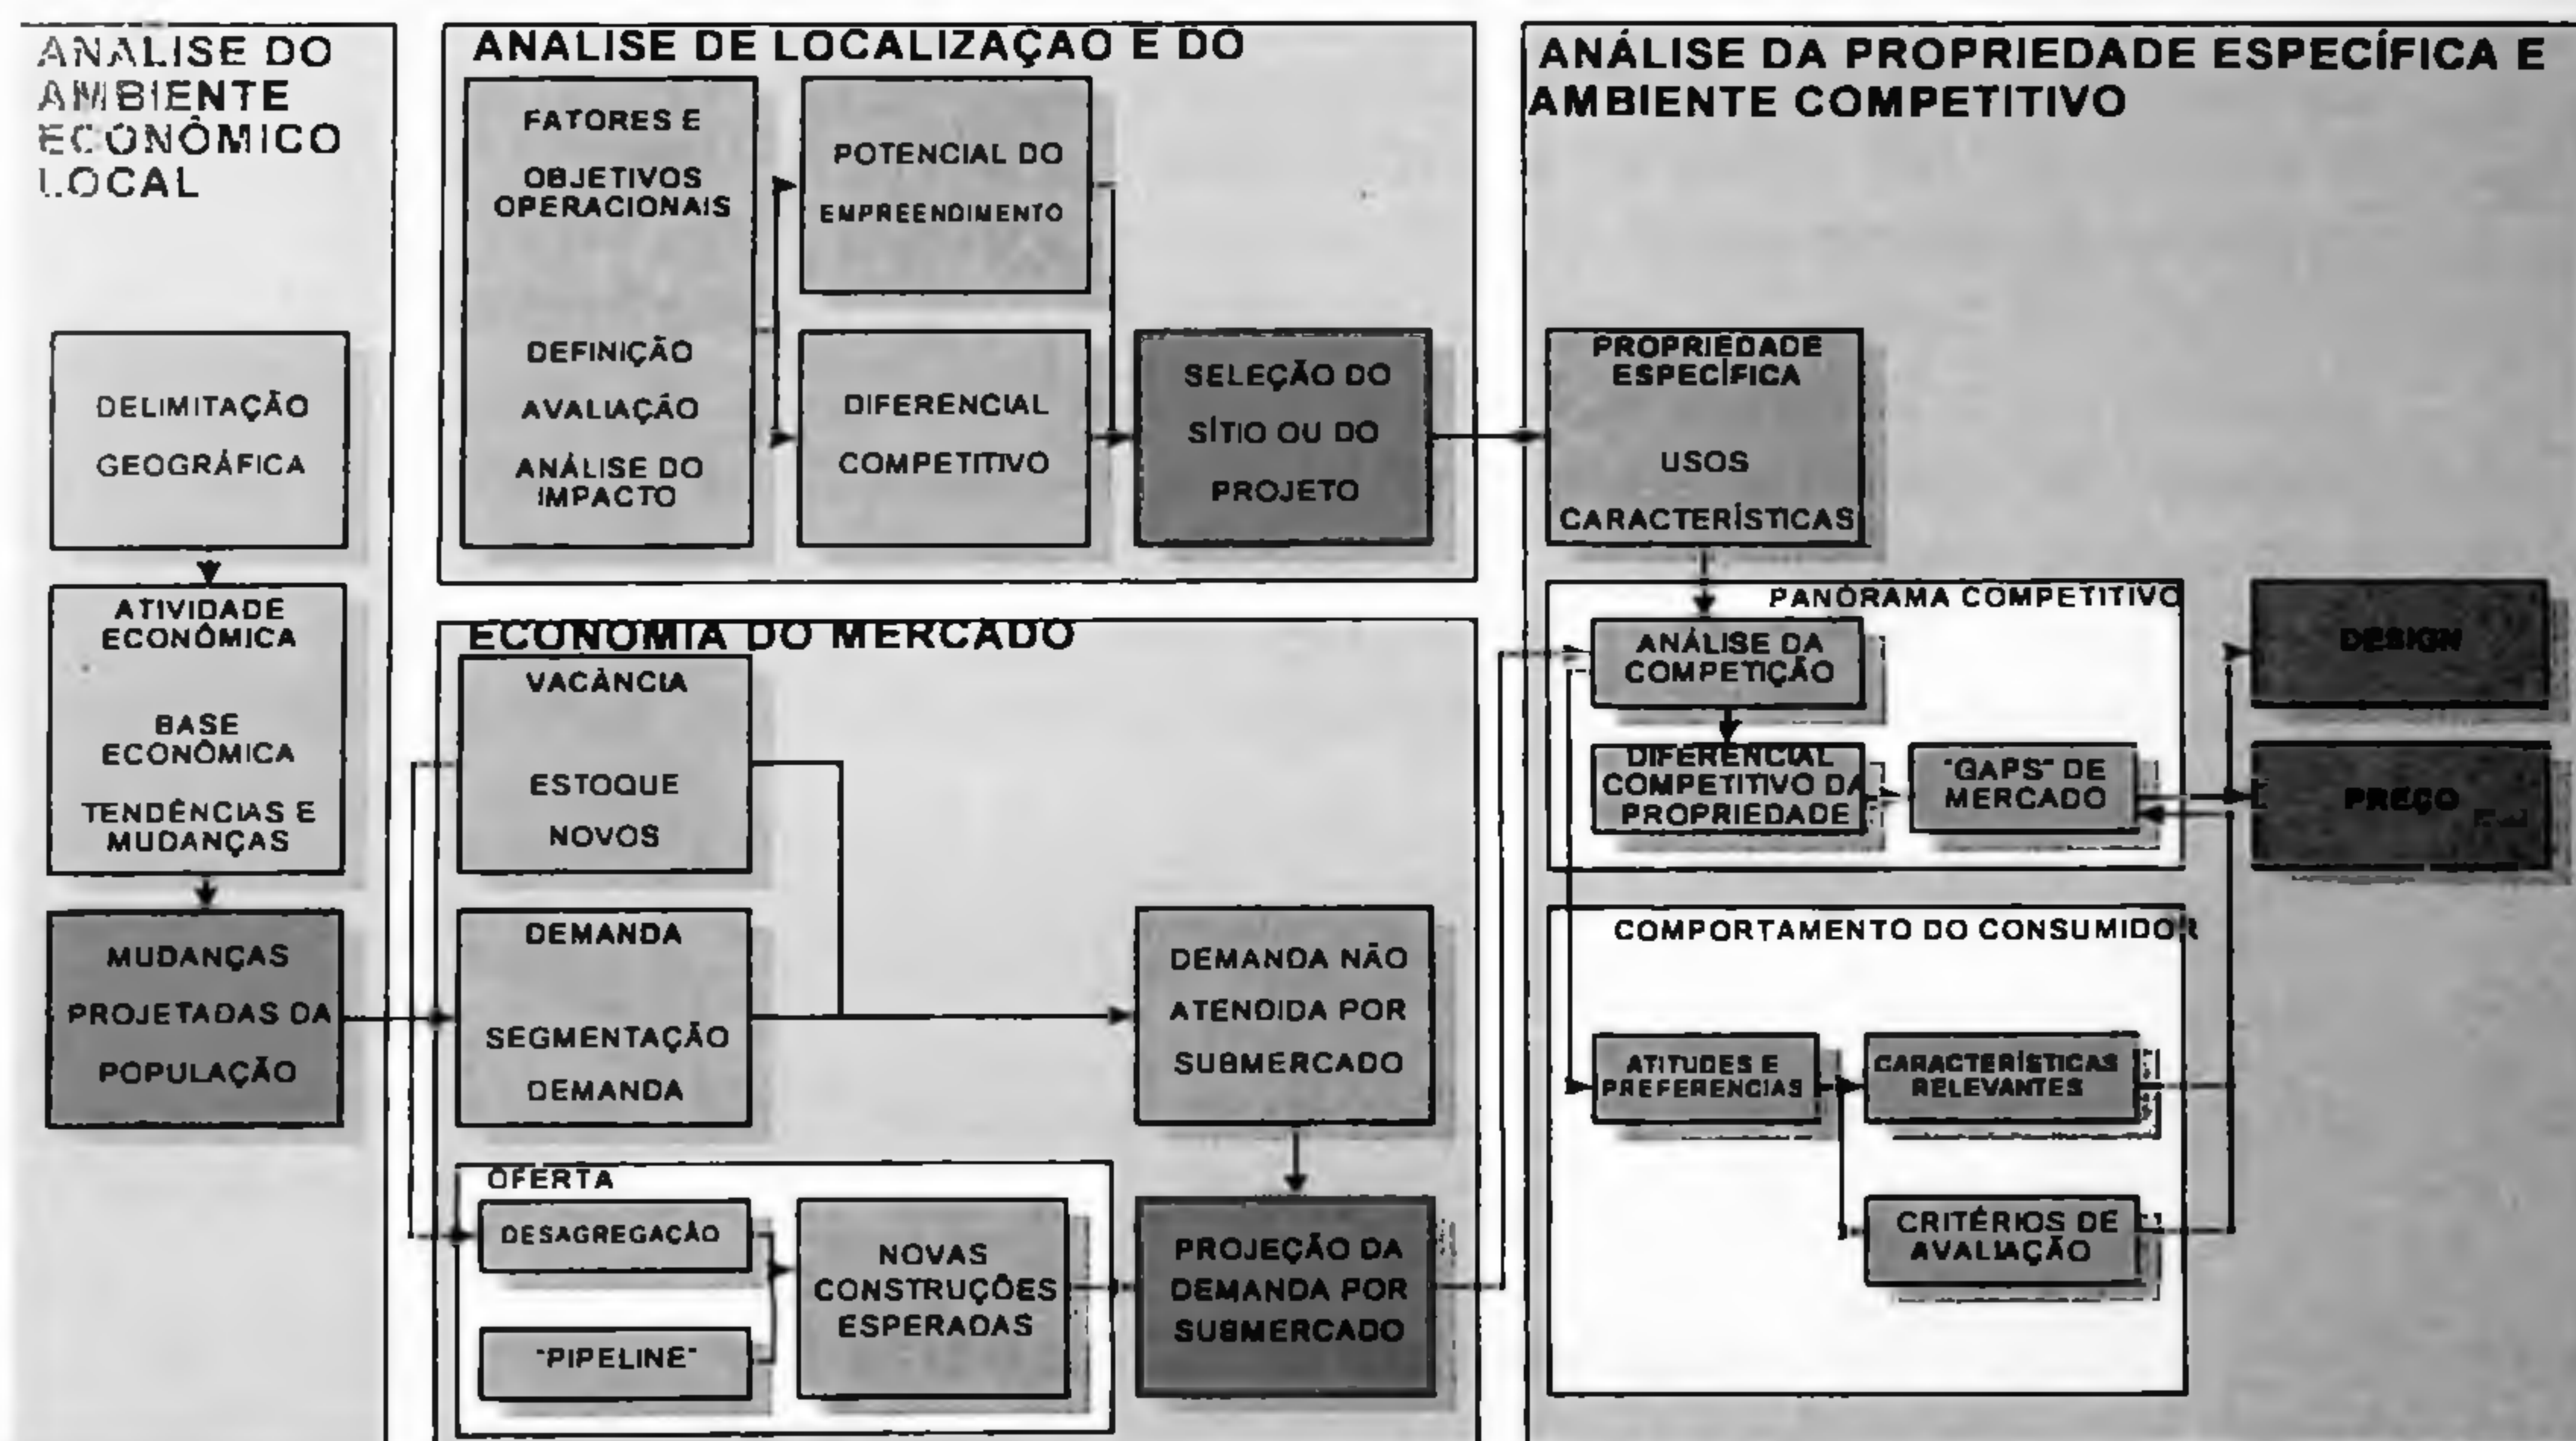 ANALISE DO
AMBIENTE
ECONÔMICO
LOCAL
DELIMITAÇÃO
GEOGRÁFICA
ATIVIDADE
ECONÔMICA
BASE
ECONÔMICA
TENDÊNCIAS E
MUDANÇAS
MUDANÇAS
PROJETADAS DA
POPULAÇÃO
ANALISE DE LOCALIZAÇAO E DO
FATORES E
OBJETIVOS
OPERACIONAIS
DEFINIÇÃO
AVALIAÇÃO
ANÁLISE DO
IMPACTO
POTENCIAL DO
EMPREENDIMENTO
DIFERENCIAL
COMPETITIVO
SELEÇÃO DO
SÍTIO OU DO
PROJETO
ECONOMIA DO MERCADO
VACÂNCIA
ESTOQUE
NOVOS
DEMANDA
SEGMENTAÇÃO
DEMANDA
OFERTA
DESAGREGAÇÃO
"PIPELINE"
NOVAS
CONSTRUÇÕES
ESPERADAS
DEMANDA NÃO
ATENDIDA POR
SUBMERCADO
PROJEÇÃO DA
DEMANDA POR
SUBMERCADO
ANÁLISE DA PROPRIEDADE ESPECÍFICA E
AMBIENTE COMPETITIVO
PROPRIEDADE
ESPECÍFICA
USOS
CARACTERÍSTICAS
PANORAMA COMPETITIVO
ANÁLISE DA
COMPETIÇÃO
DIFERENCIAL
COMPETITIVO DA
PROPRIEDADE
"GAPS" DE
MERCADO
COMPORTAMENTO DO CONSUMIDOR
ATITUDES E
PREFERENCIAS
CARACTERÍSTICAS
RELEVANTES
CRITÉRIOS DE
AVALIAÇÃO
DESIGN
PREÇO